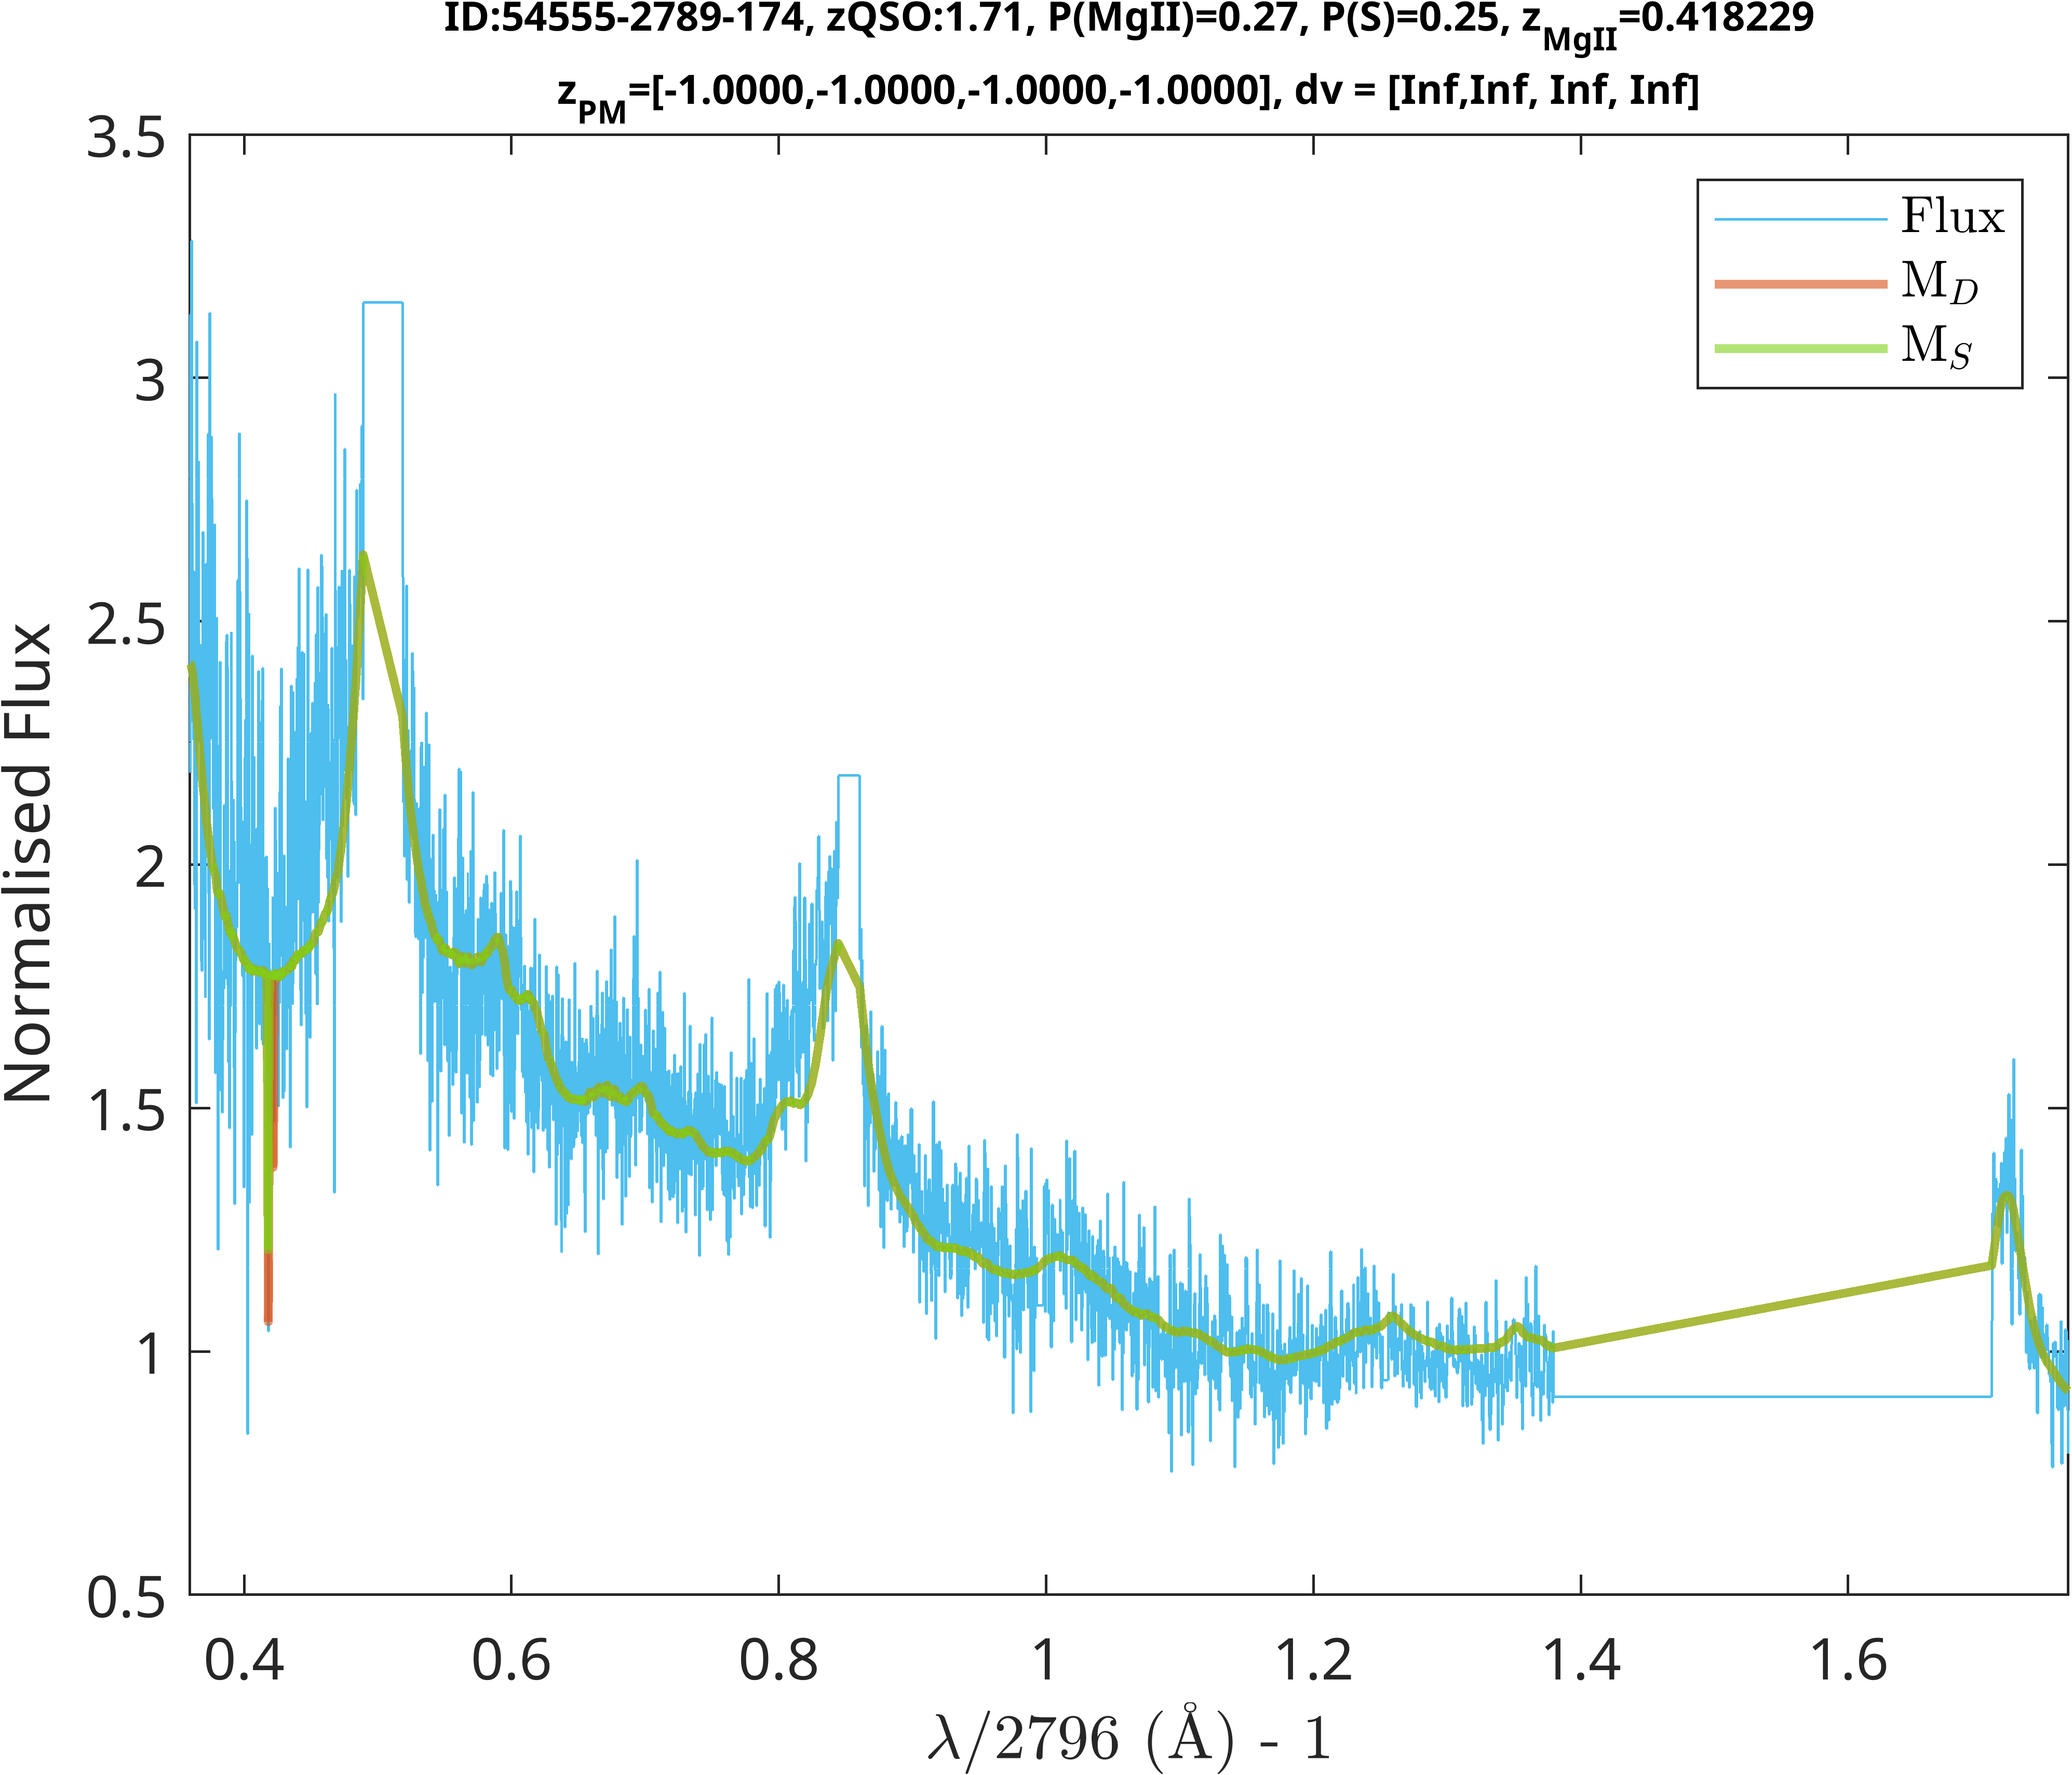 ID:54555-2789-174, zQSO:1.71, P(MgII)=0.27, P(S)=0.25, zMgII=0.418229
zPM=[-1.0000,-1.0000,-1.0000,-1.0000], dv = [Inf,Inf, Inf, Inf]
3.5
3
2.5
2
1.5
1
0.5
Normalised Flux
Flux
MD
MS
0.4 0.6 0.8 1 1.2 1.4 1.6
λ/2796 (Å) - 1